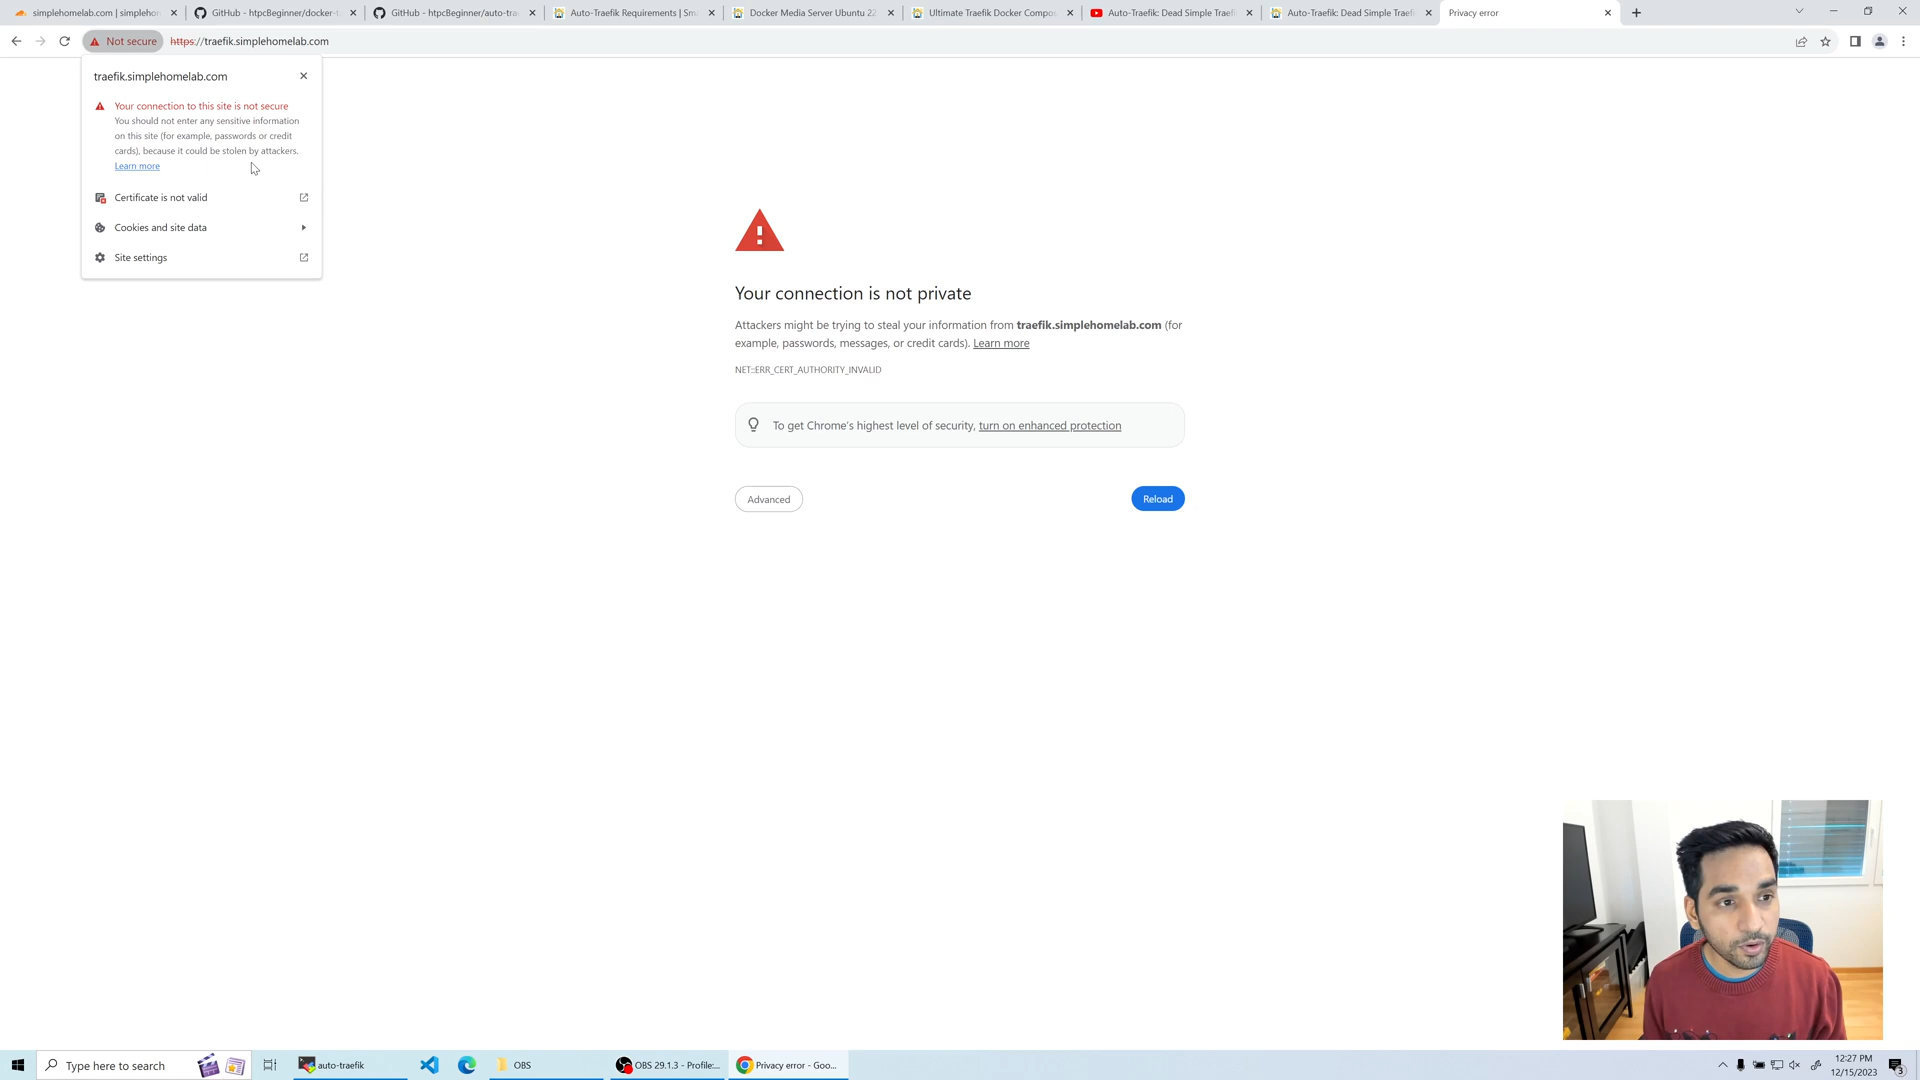 simplehomelab.com | simplehor
GitHub - htpcBeginner/docker-t
GitHub - htpcBeginner/auto-trae
Auto-Traefik Requirements | Sm
Docker Media Server Ubuntu 22
Ultimate Traefik Docker Compos
Auto-Traefik: Dead Simple Traefi
Auto-Traefik: Dead Simple Traefi
Privacy error
Not secure
https://traefik.simplehomelab.com
traefik.simplehomelab.com
Your connection to this site is not secure
You should not enter any sensitive information
on this site (for example, passwords or credit
cards), because it could be stolen by attackers.
Learn more
Certificate is not valid
Cookies and site data
Site settings
Your connection is not private
Attackers might be trying to steal your information from traefik.simplehomelab.com (for
example, passwords, messages, or credit cards). Learn more
NET::ERR_CERT_AUTHORITY_INVALID
To get Chrome's highest level of security, turn on enhanced protection
Advanced
Reload
Type here to search
auto-traefik
OBS
OBS 29.1.3 - Profile:...
Privacy error - Goo...
12:27 PM
12/15/2023
3